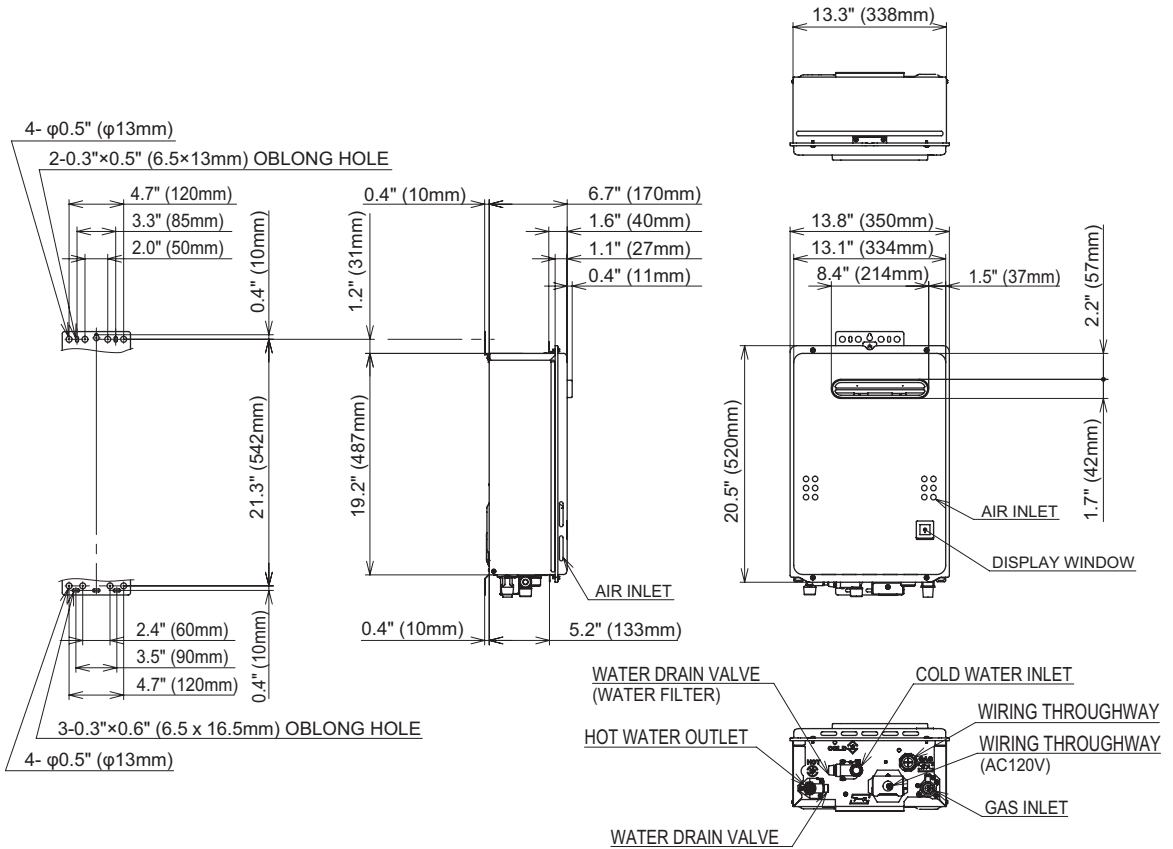 13.3" (338mm)
4- φ0.5" (φ13mm)
2-0.3"×0.5" (6.5×13mm) OBLONG HOLE
4.7" (120mm)
3.3" (85mm)
2.0" (50mm)
0.4" (10mm)
21.3" (542mm)
0.4" (10mm)
2.4" (60mm)
3.5" (90mm)
4.7" (120mm)
3-0.3"×0.6" (6.5 x 16.5mm) OBLONG HOLE
4- φ0.5" (φ13mm)
0.4" (10mm)
6.7" (170mm)
1.6" (40mm)
1.1" (27mm)
0.4" (11mm)
1.2" (31mm)
19.2" (487mm)
AIR INLET
0.4" (10mm)
5.2" (133mm)
13.8" (350mm)
13.1" (334mm)
8.4" (214mm)
1.5" (37mm)
2.2" (57mm)
1.7" (42mm)
20.5" (520mm)
AIR INLET
DISPLAY WINDOW
WATER DRAIN VALVE
(WATER FILTER)
COLD WATER INLET
HOT WATER OUTLET
WIRING THROUGHWAY
WIRING THROUGHWAY
(AC120V)
GAS INLET
WATER DRAIN VALVE
COLD
HOT
GAS